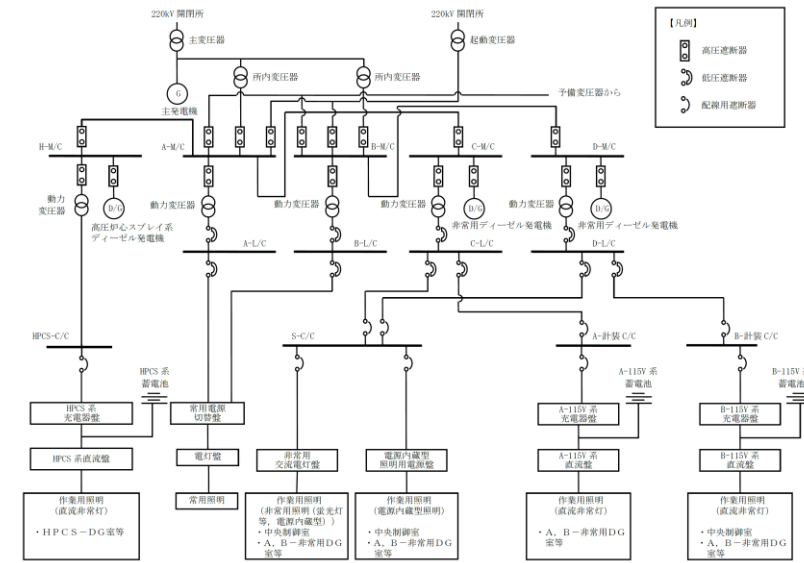 220kV 開閉所
220kV 開閉所
【凡例】
主変圧器
起動変圧器
高圧遮断器
所内変圧器
所内変圧器
低圧遮断器
G
主発電機
予備変圧器から
配線用遮断器
H-M/C
A-M/C
B-M/C
C-M/C
D-M/C
動力
変圧器
D/G
高圧炉心スプレイ系
ディーゼル発電機
動力変圧器
動力変圧器
動力変圧器
D/G
非常用ディーゼル発電機
動力変圧器
D/G
非常用ディーゼル発電機
A-L/C
B-L/C
C-L/C
D-L/C
HPCS-C/C
S-C/C
A-計装 C/C
B-計装 C/C
HPCS 系
蓄電池
A-115V 系
蓄電池
B-115V 系
蓄電池
HPCS 系
充電器盤
常用電源
切替盤
A-115V 系
充電器盤
B-115V 系
充電器盤
HPCS 系直流盤
電灯盤
非常用
交流電灯盤
電源内蔵型
照明用電源盤
A-115V 系
直流盤
B-115V 系
直流盤
作業用照明
(直流非常灯)
・ＨＰＣＳ－ＤＧ室等
常用照明
作業用照明
(非常用照明(蛍光灯
等, 電源内蔵型))
・中央制御室
・Ａ，Ｂ－非常用ＤＧ
室等
作業用照明
(電源内蔵型照明)
・中央制御室
・Ａ，Ｂ－非常用ＤＧ
室等
作業用照明
(直流非常灯)
・Ａ，Ｂ－非常用ＤＧ
室等
作業用照明
(直流非常灯)
・中央制御室
・Ａ，Ｂ－非常用ＤＧ
室等